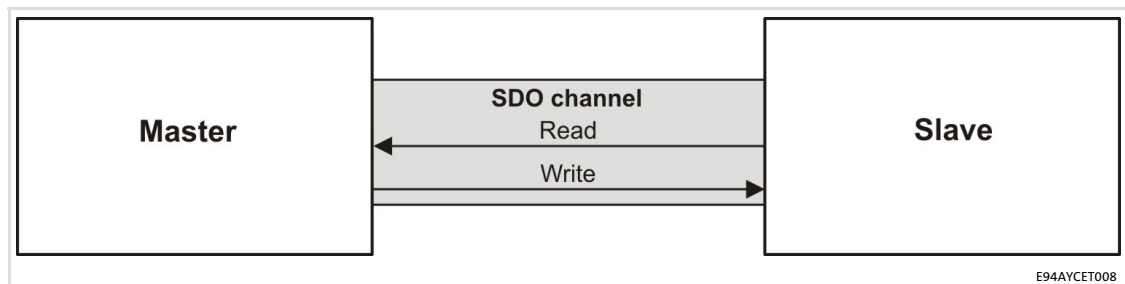 SDO channel
Master
Read
Slave
Write
E94AYCET008